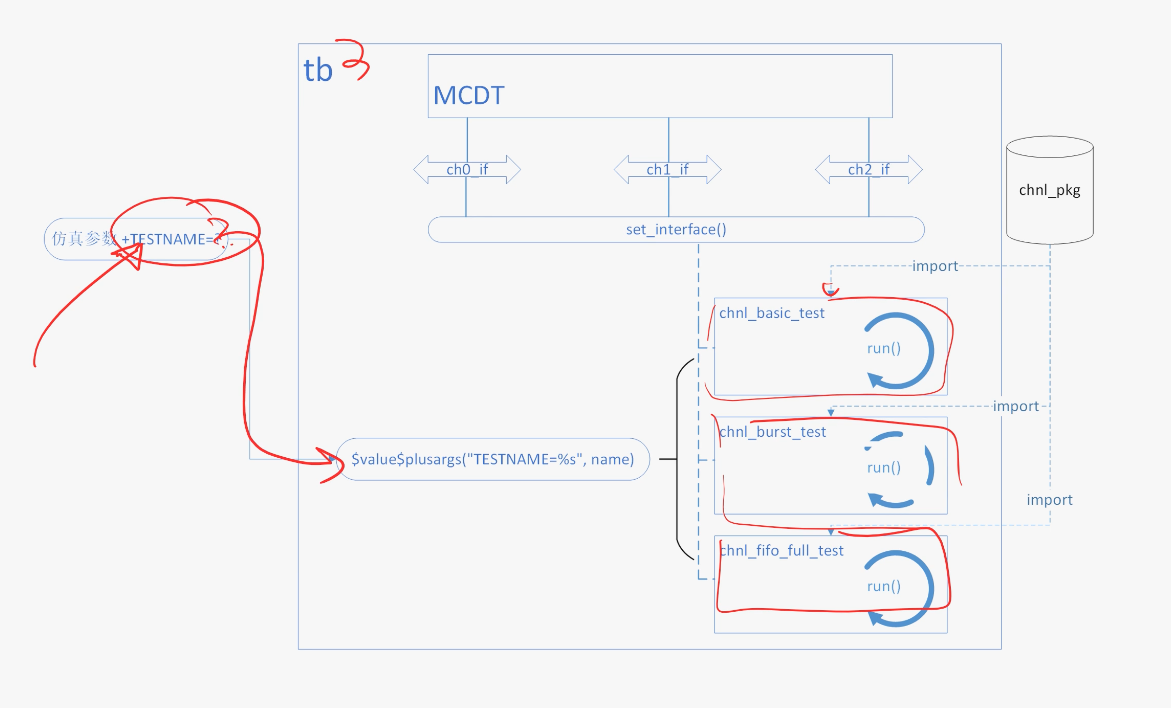 tb 3
MCDT
ch0_if
ch1_if
ch2_if
chnl_pkg
set_interface()
仿真参数 +TESTNAME=?
import
chnl_basic_test
run()
import
chnl_burst_test
run()
$value$plusargs("TESTNAME=%s", name)
import
chnl_fifo_full_test
run()